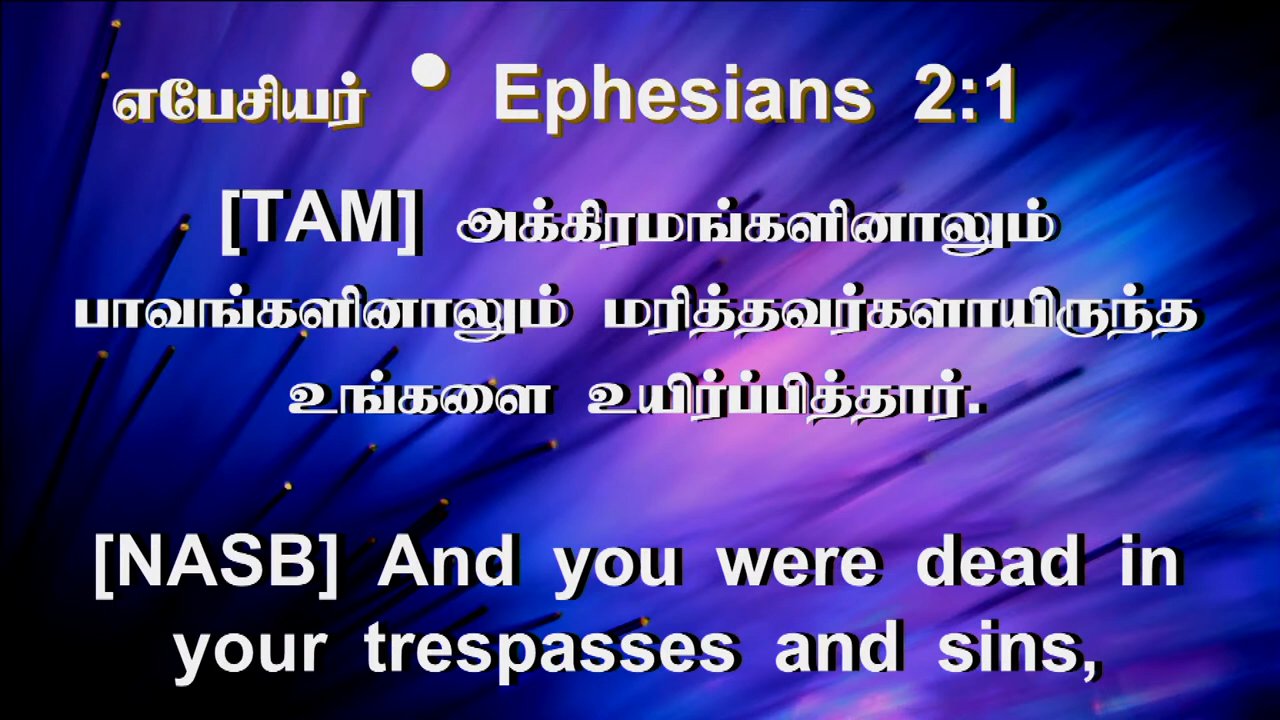 எபேசியர் • Ephesians 2:1
[TAM] அக்கிரமங்களினாலும்
பாவங்களினாலும் மரித்தவர்களாயிருந்த
உங்களை உயிர்ப்பித்தார்.
[NASB] And you were dead in
your trespasses and sins,